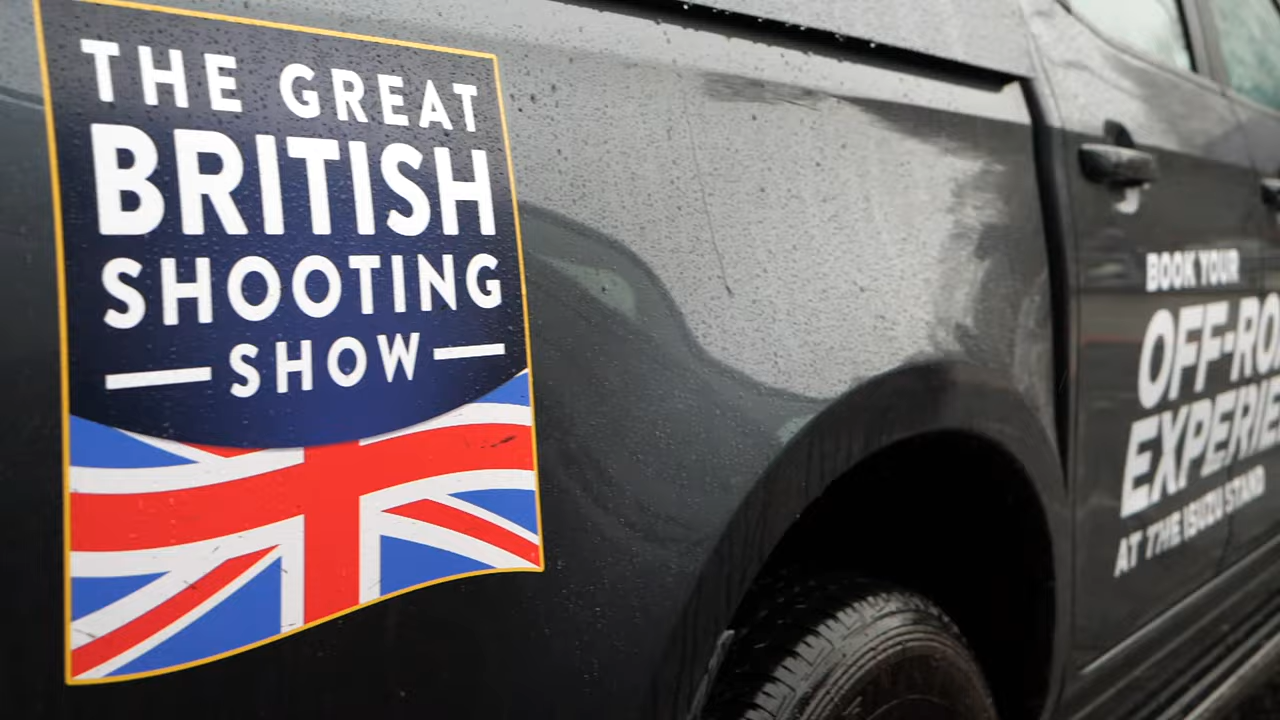 THE GREAT
BRITISH
SHOOTING
SHOW
BOOK YOUR
AT THE ISUZU STAND